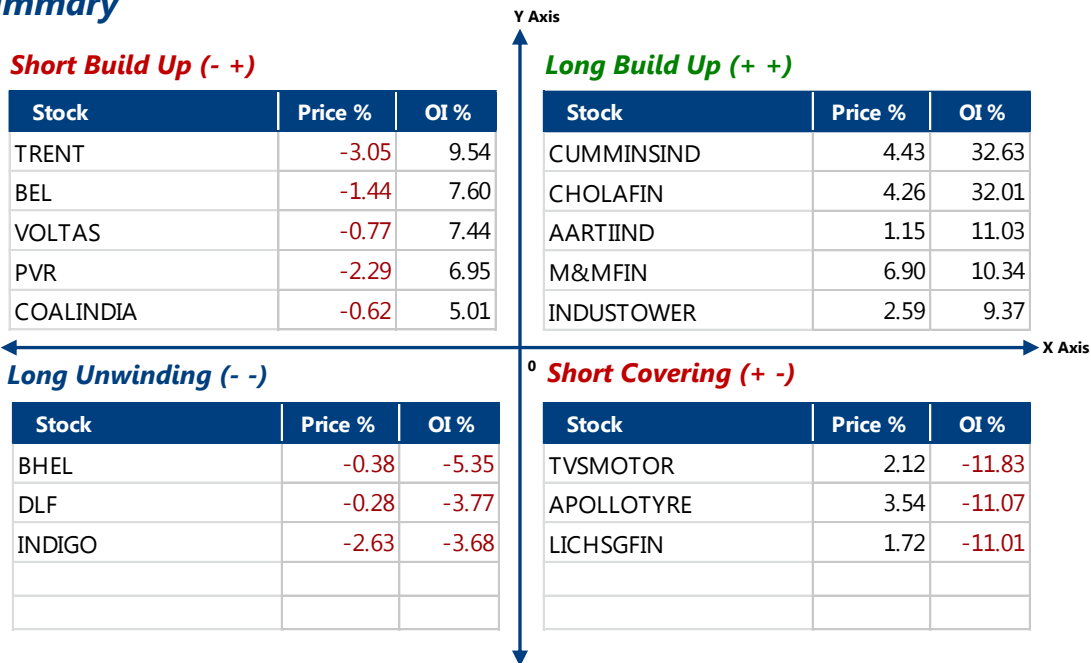 Y Axis
Short Build Up (- +)
Stock Price % OI %
TRENT -3.05 9.54
BEL -1.44 7.60
VOLTAS -0.77 7.44
PVR -2.29 6.95
COALINDIA -0.62 5.01
Long Build Up (+ +)
Stock Price % OI %
CUMMINSIND 4.43 32.63
CHOLAFIN 4.26 32.01
AARTIIND 1.15 11.03
M&MFIN 6.90 10.34
INDUSTOWER 2.59 9.37
X Axis
0
Long Unwinding (- -)
Stock Price % OI %
BHEL -0.38 -5.35
DLF -0.28 -3.77
INDIGO -2.63 -3.68
Short Covering (+ -)
Stock Price % OI %
TVSMOTOR 2.12 -11.83
APOLLOTYRE 3.54 -11.07
LICHSGFIN 1.72 -11.01